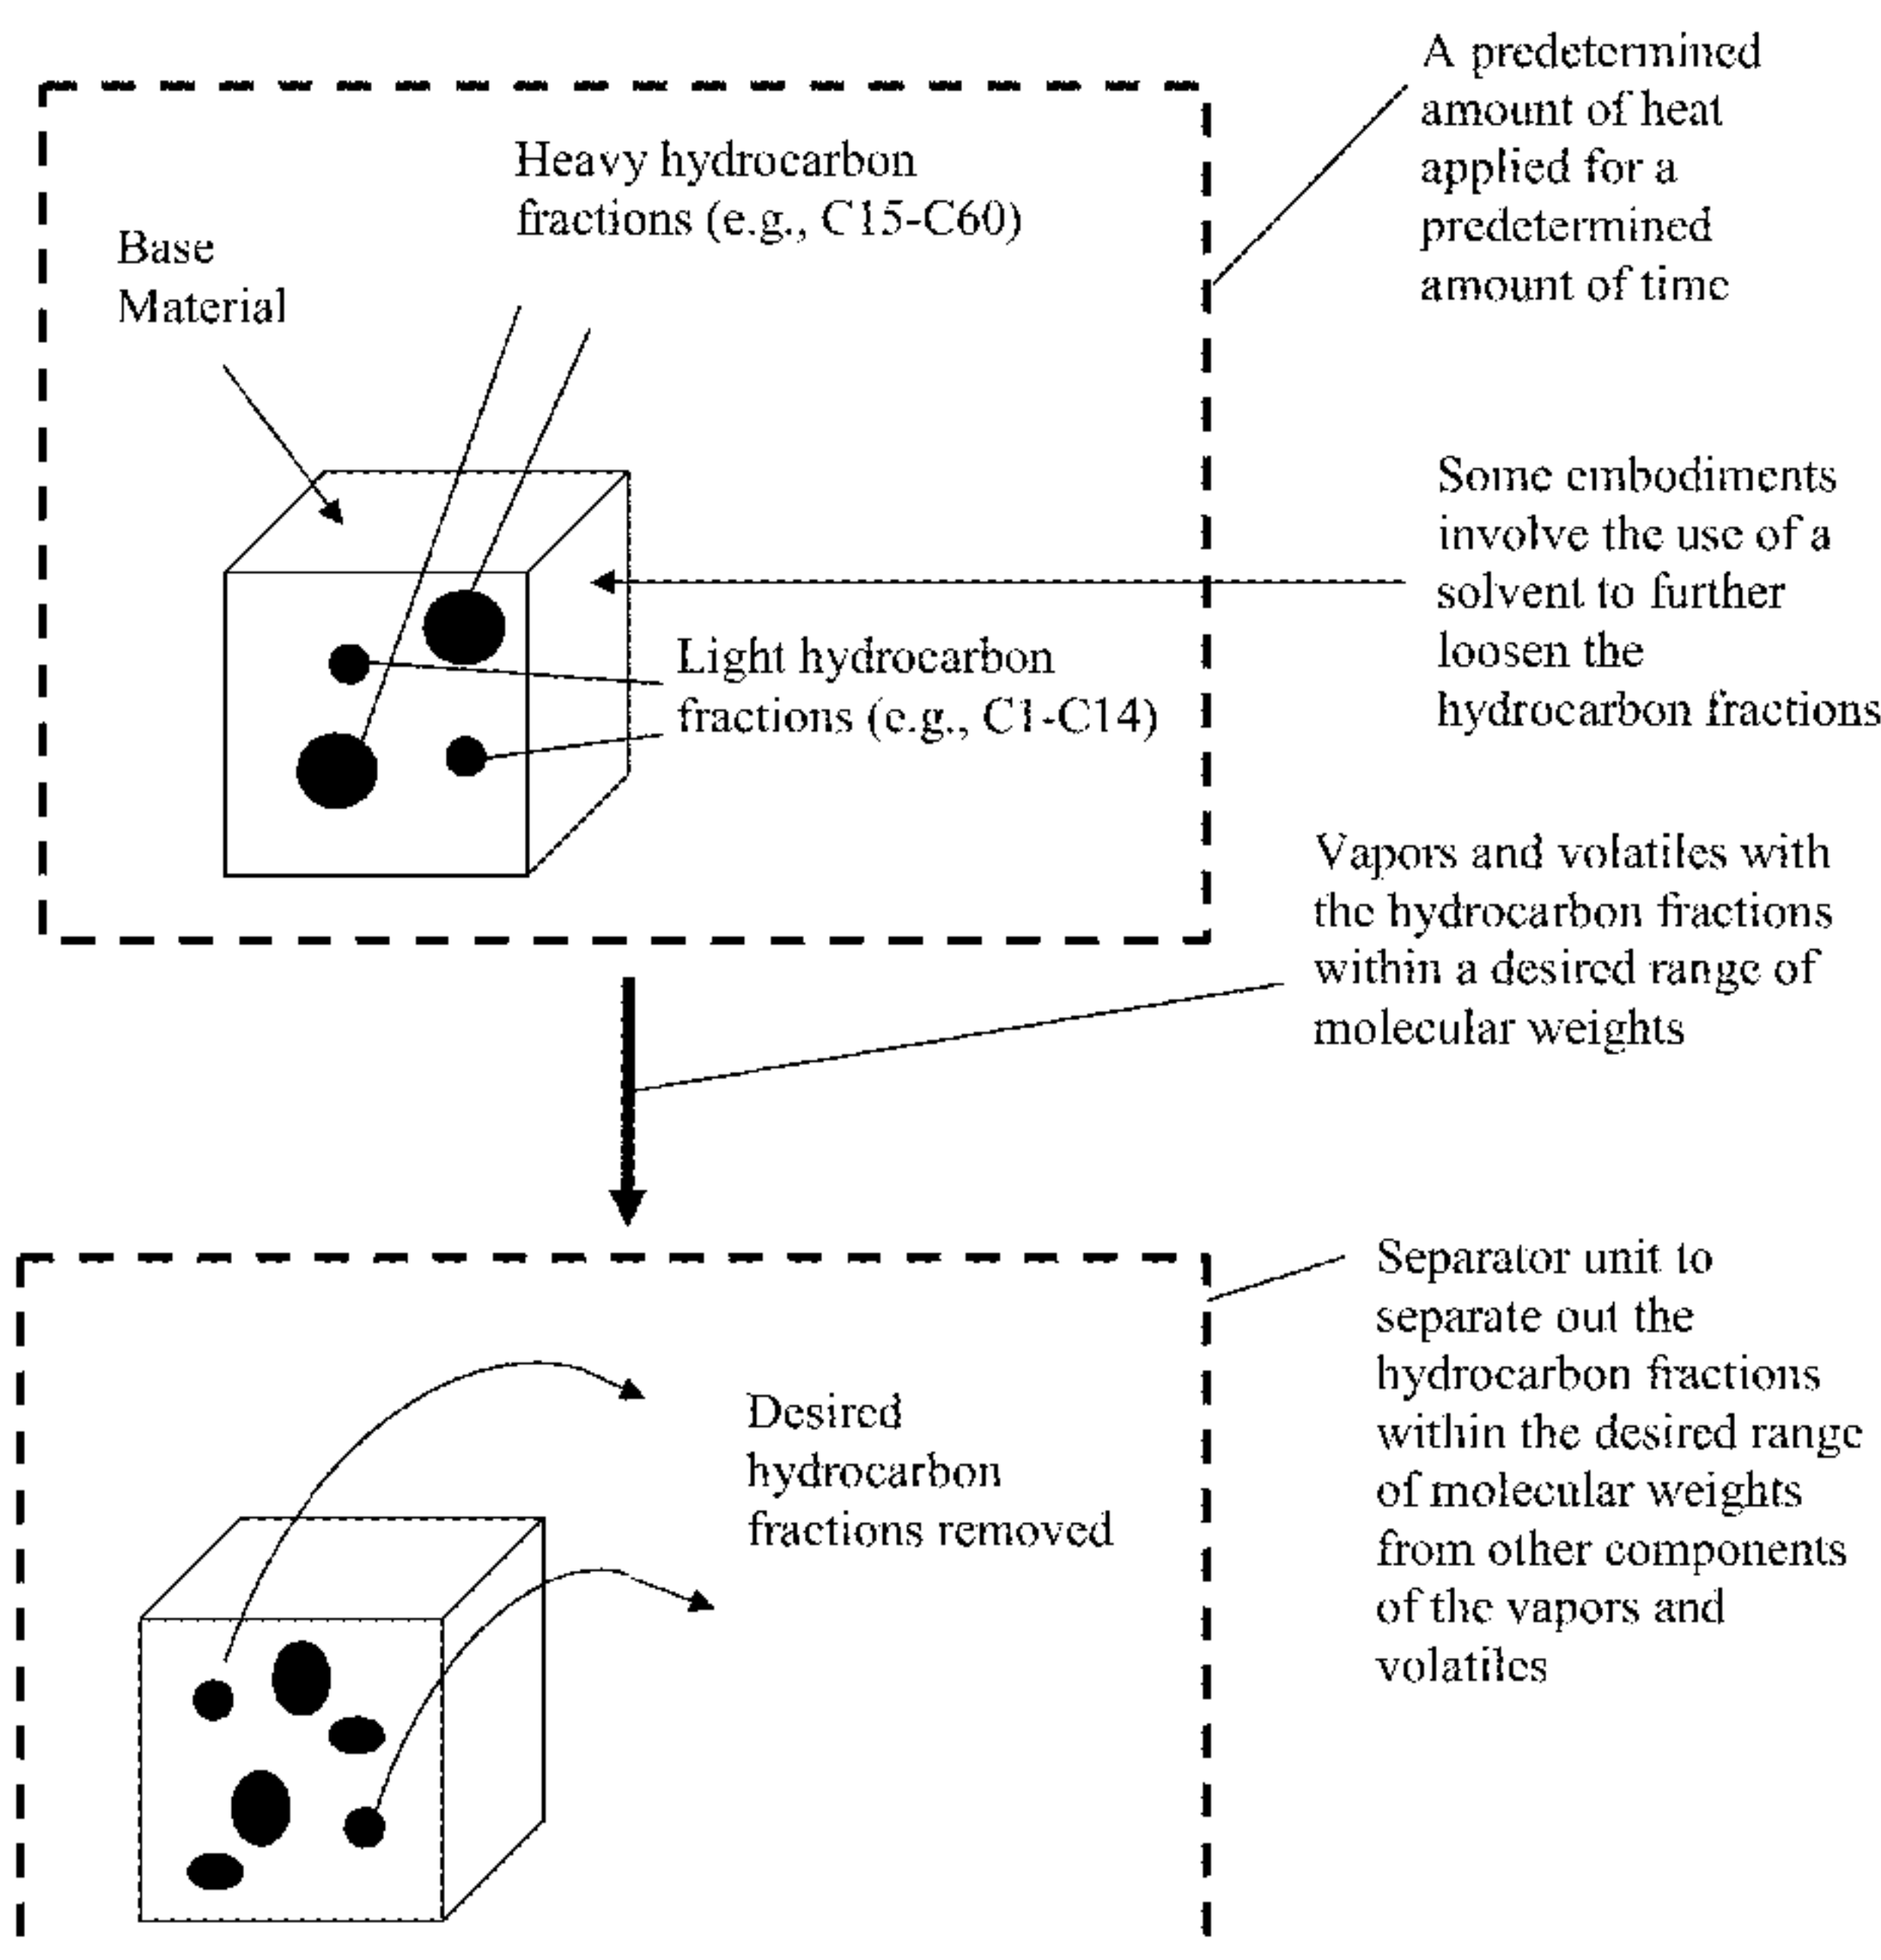 A predetermined
amount of heat
applied for a
predetermined
amount of time
Heavy hydrocarbon
fractions (e.g., C15-C60)
Base
Material
Some embodiments
involve the use of a
solvent to further
loosen the
hydrocarbon fractions
Light hydrocarbon
fractions (e.g., C1-C14)
Vapors and volatiles with
the hydrocarbon fractions
within a desired range of
molecular weights
Separator unit to
separate out the
hydrocarbon fractions
within the desired range
of molecular weights
from other components
of the vapors and
volatiles
Desired
hydrocarbon
fractions removed